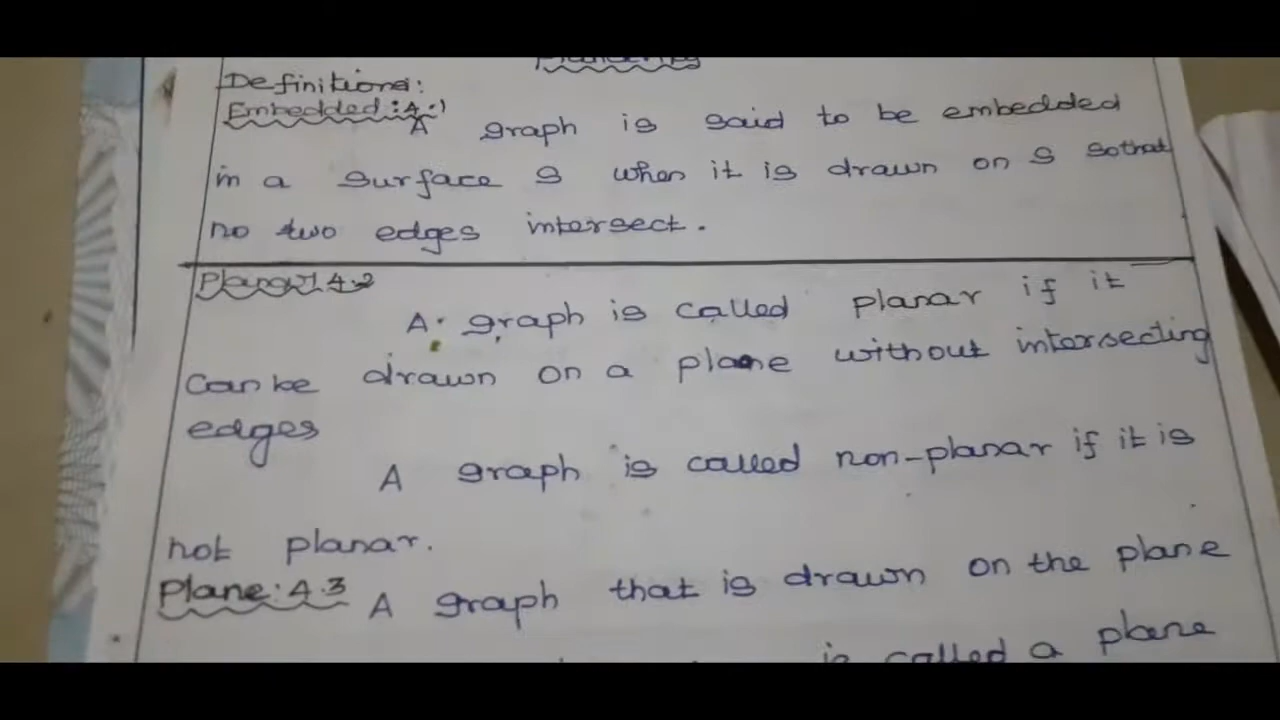 Definitions:
Embedded: 4.1
A graph is said to be embedded
in a surface S when it is drawn on S so that
no two edges intersect.
Planar 4.2
A graph is called planar if it
can be drawn on a plane without intersecting
edges
A graph is called non-planar if it is
not planar.
Plane: 4.3 A graph that is drawn on the plane
is called a plane